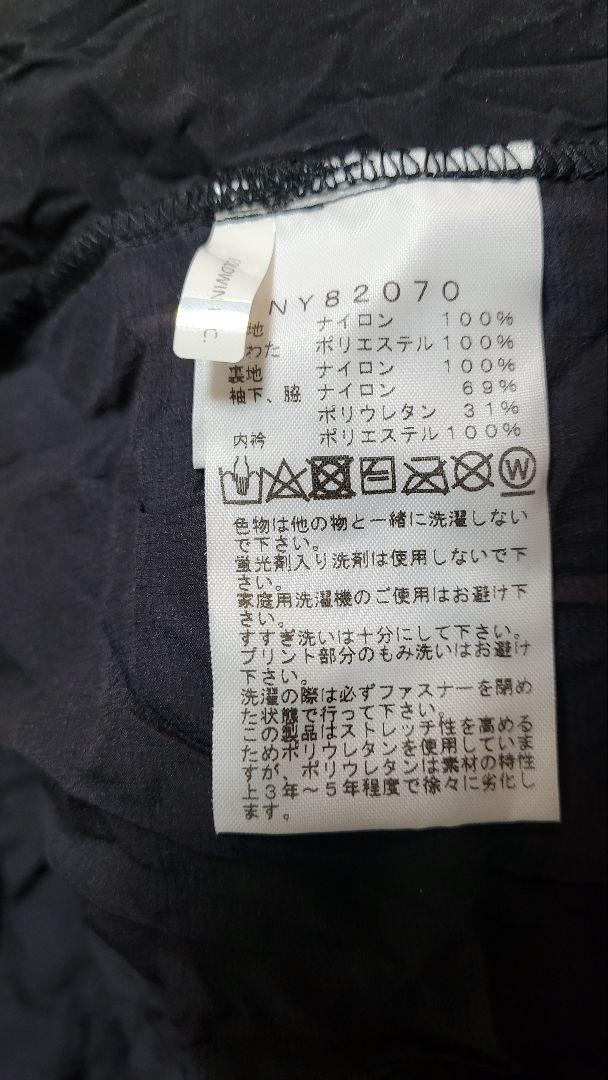 NY82070
地 ナイロン 100%
わた ポリエステル100%
裏地 ナイロン 100%
袖下、脇 ナイロン 69%
ポリウレタン 31%
内衿 ポリエステル100%
W
色物は他の物と一緒に洗濯しない
で下さい。
蛍光剤入り洗剤は使用しないで下
さい。
家庭用洗濯機のご使用はお避け下
さい。
すすぎ洗いは十分にして下さい。
プリント部分のもみ洗いはお避け
下さい。
洗濯の際は必ずファスナーを閉め
た状態で行って下さい。
この製品はストレッチ性を高める
ためポリウレタンを使用していま
すが、ポリウレタンは素材の特性
上3年〜5年程度で徐々に劣化し
ます。